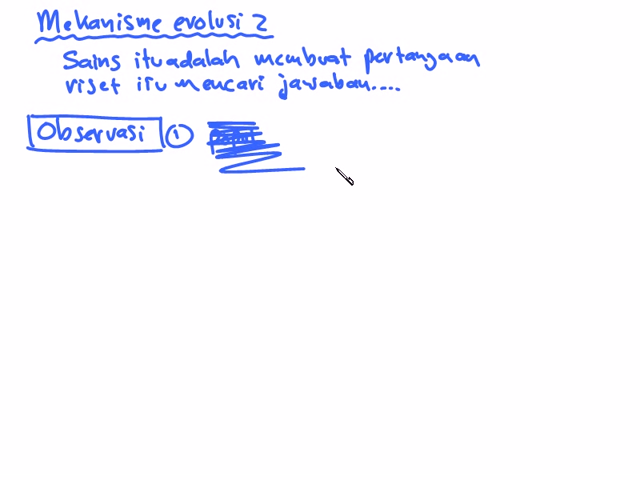 Mekanisme evolusi 2
Sains itu adalah membuat pertanyaan
riset itu mencari jawaban....
Observasi ①